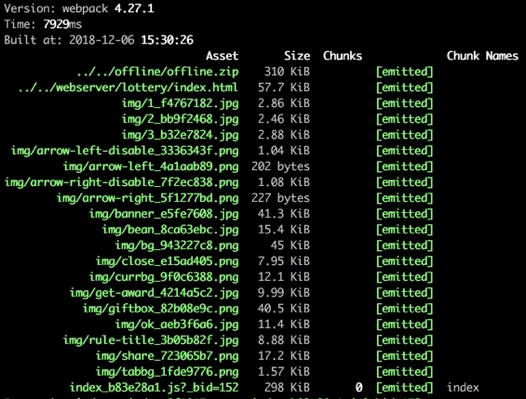 Version: webpack 4.27.1
Time: 7929ms
Built at: 2018-12-06 15:30:26
Asset Size Chunks Chunk Names
../../offline/offline.zip 310 KiB [emitted]
../../webserver/lottery/index.html 57.7 KiB [emitted]
img/1_f4767182.jpg 2.86 KiB [emitted]
img/2_bb9f2468.jpg 2.46 KiB [emitted]
img/3_b32e7824.jpg 2.88 KiB [emitted]
img/arrow-left-disable_3336343f.png 1.04 KiB [emitted]
img/arrow-left_4a1aab89.png 202 bytes [emitted]
img/arrow-right-disable_7f2ec838.png 1.08 KiB [emitted]
img/arrow-right_5f1277bd.png 227 bytes [emitted]
img/banner_e5fe7608.jpg 41.3 KiB [emitted]
img/bean_8ca63ebc.jpg 15.4 KiB [emitted]
img/bg_943227c8.png 45 KiB [emitted]
img/close_e15ad405.png 7.95 KiB [emitted]
img/currbg_9f0c6388.png 12.1 KiB [emitted]
img/get-award_4214a5c2.jpg 9.99 KiB [emitted]
img/giftbox_82b08e9c.png 40.5 KiB [emitted]
img/ok_aeb3f6a6.jpg 11.4 KiB [emitted]
img/rule-title_3b05b82f.jpg 8.88 KiB [emitted]
img/share_723065b7.png 17.2 KiB [emitted]
img/tabbg_1fde9776.png 1.57 KiB [emitted]
index_b83e28a1.js?_bid=152 298 KiB 0 [emitted] index